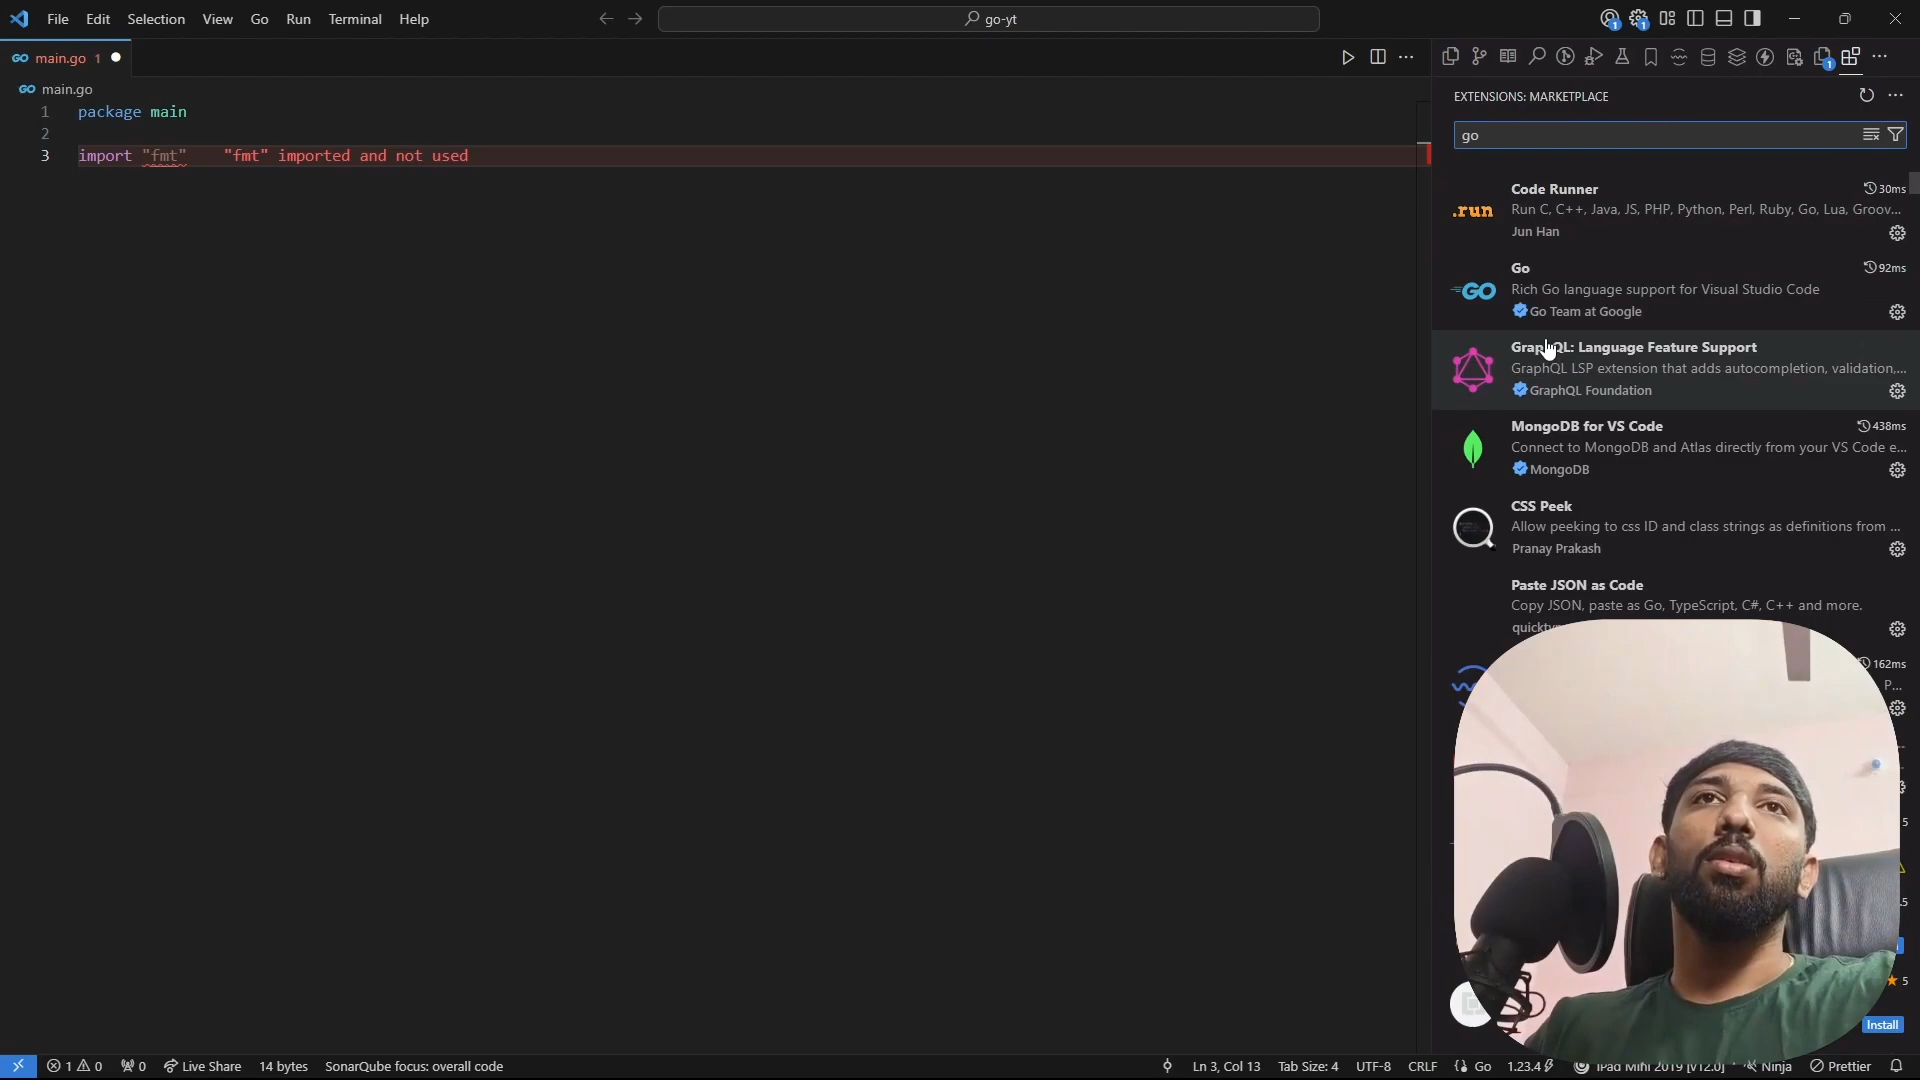 File Edit Selection View Go Run Terminal Help
go-yt
main.go 1
main.go
1 package main
2
3 import "fmt" "fmt" imported and not used
EXTENSIONS: MARKETPLACE
go
Code Runner 30ms
Run C, C++, Java, JS, PHP, Python, Perl, Ruby, Go, Lua, Groov...
.run
Jun Han
Go 92ms
Rich Go language support for Visual Studio Code
GO
Go Team at Google
GraphQL: Language Feature Support
GraphQL LSP extension that adds autocompletion, validation,...
GraphQL Foundation
MongoDB for VS Code 438ms
Connect to MongoDB and Atlas directly from your VS Code e...
MongoDB
CSS Peek
Allow peeking to css ID and class strings as definitions from ...
Pranay Prakash
Paste JSON as Code
Copy JSON, paste as Go, TypeScript, C#, C++ and more.
162ms
P...
5
Install
1 0 0 Live Share 14 bytes SonarQube focus: overall code Ln 3, Col 13 Tab Size: 4 UTF-8 CRLF Go 1.23.4 iPad Mini 2019 [v12.0] Ninja Prettier